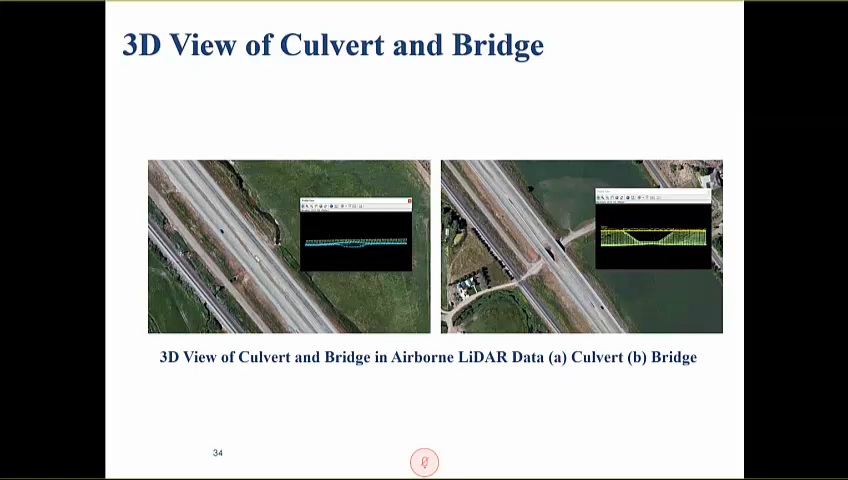 3D View of Culvert and Bridge
3D View of Culvert and Bridge in Airborne LiDAR Data (a) Culvert (b) Bridge
34